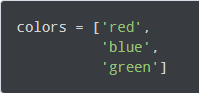 colors = ['red',
          'blue',
          'green']